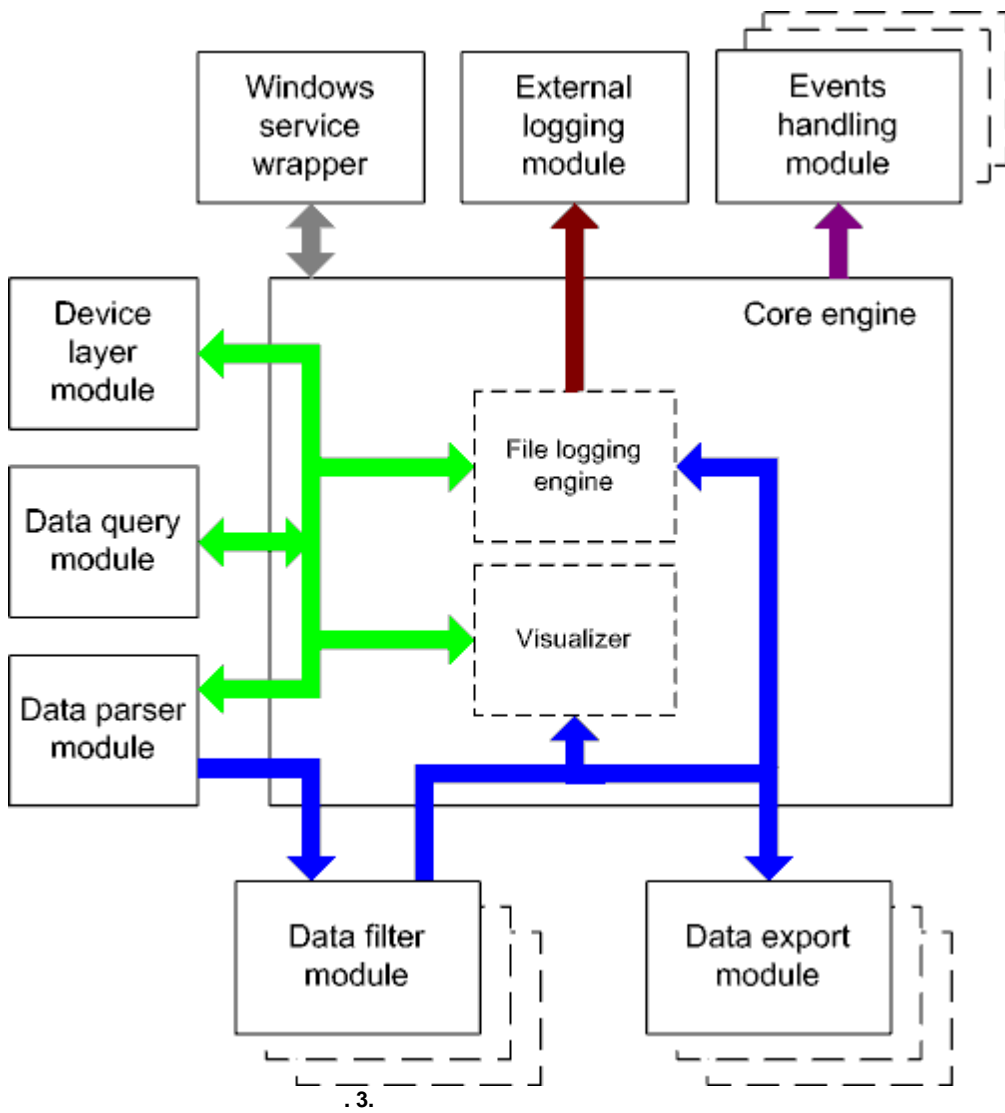 Windows
service
wrapper
External
logging
module
Events
handling
module
Device
layer
module
Core engine
File logging
engine
Data query
module
Visualizer
Data parser
module
Data filter
module
Data export
module
. 3.